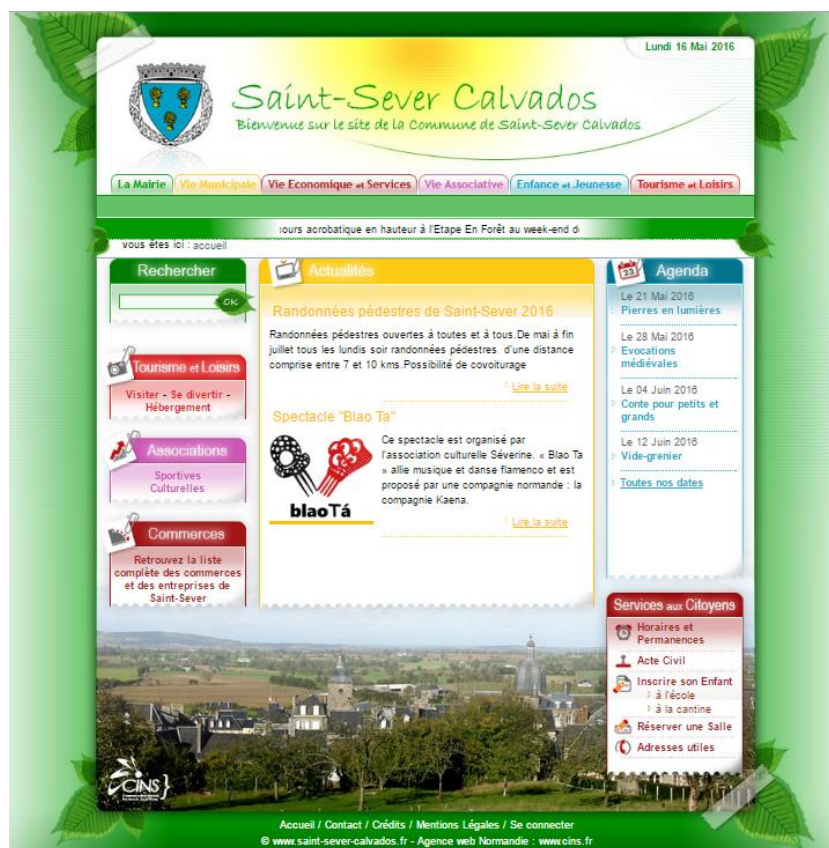 Lundi 16 Mai 2016
Saint-Sever Calvados
Bienvenue sur le site de la Commune de Saint-Sever Calvados
La Mairie
Vie Municipale
Vie Economique et Services
Vie Associative
Enfance et Jeunesse
Tourisme et Loisirs
cours acrobatique en hauteur à l'Etape En Forêt au week-end d
vous êtes ici : accueil
Rechercher
OK
Tourisme et Loisirs
Visiter - Se divertir -
Hébergement
Associations
Sportives
Culturelles
Commerces
Retrouvez la liste
complète des commerces
et des entreprises de
Saint-Sever
Actualités
Randonnées pédestres de Saint-Sever 2016
Randonnées pédestres ouvertes à toutes et à tous.De mai à fin
juillet tous les lundis soir randonnées pédestres d'une distance
comprise entre 7 et 10 kms.Possibilité de covoiturage
Lire la suite
Spectacle "Blao Ta"
blaoTá
Ce spectacle est organisé par
l'association culturelle Séverine. « Blao Ta
» allie musique et danse flamenco et est
proposé par une compagnie normande : la
compagnie Kaena.
Lire la suite
23
Agenda
Le 21 Mai 2016
Pierres en lumières
Le 28 Mai 2016
Evocations
médiévales
Le 04 Juin 2016
Conte pour petits et
grands
Le 12 Juin 2016
Vide-grenier
Toutes nos dates
Services aux Citoyens
Horaires et
Permanences
Acte Civil
Inscrire son Enfant
à l'école
à la cantine
Réserver une Salle
Adresses utiles
CINS
Accueil / Contact / Crédits / Mentions Légales / Se connecter
© www.saint-sever-calvados.fr - Agence web Normandie : www.cins.fr